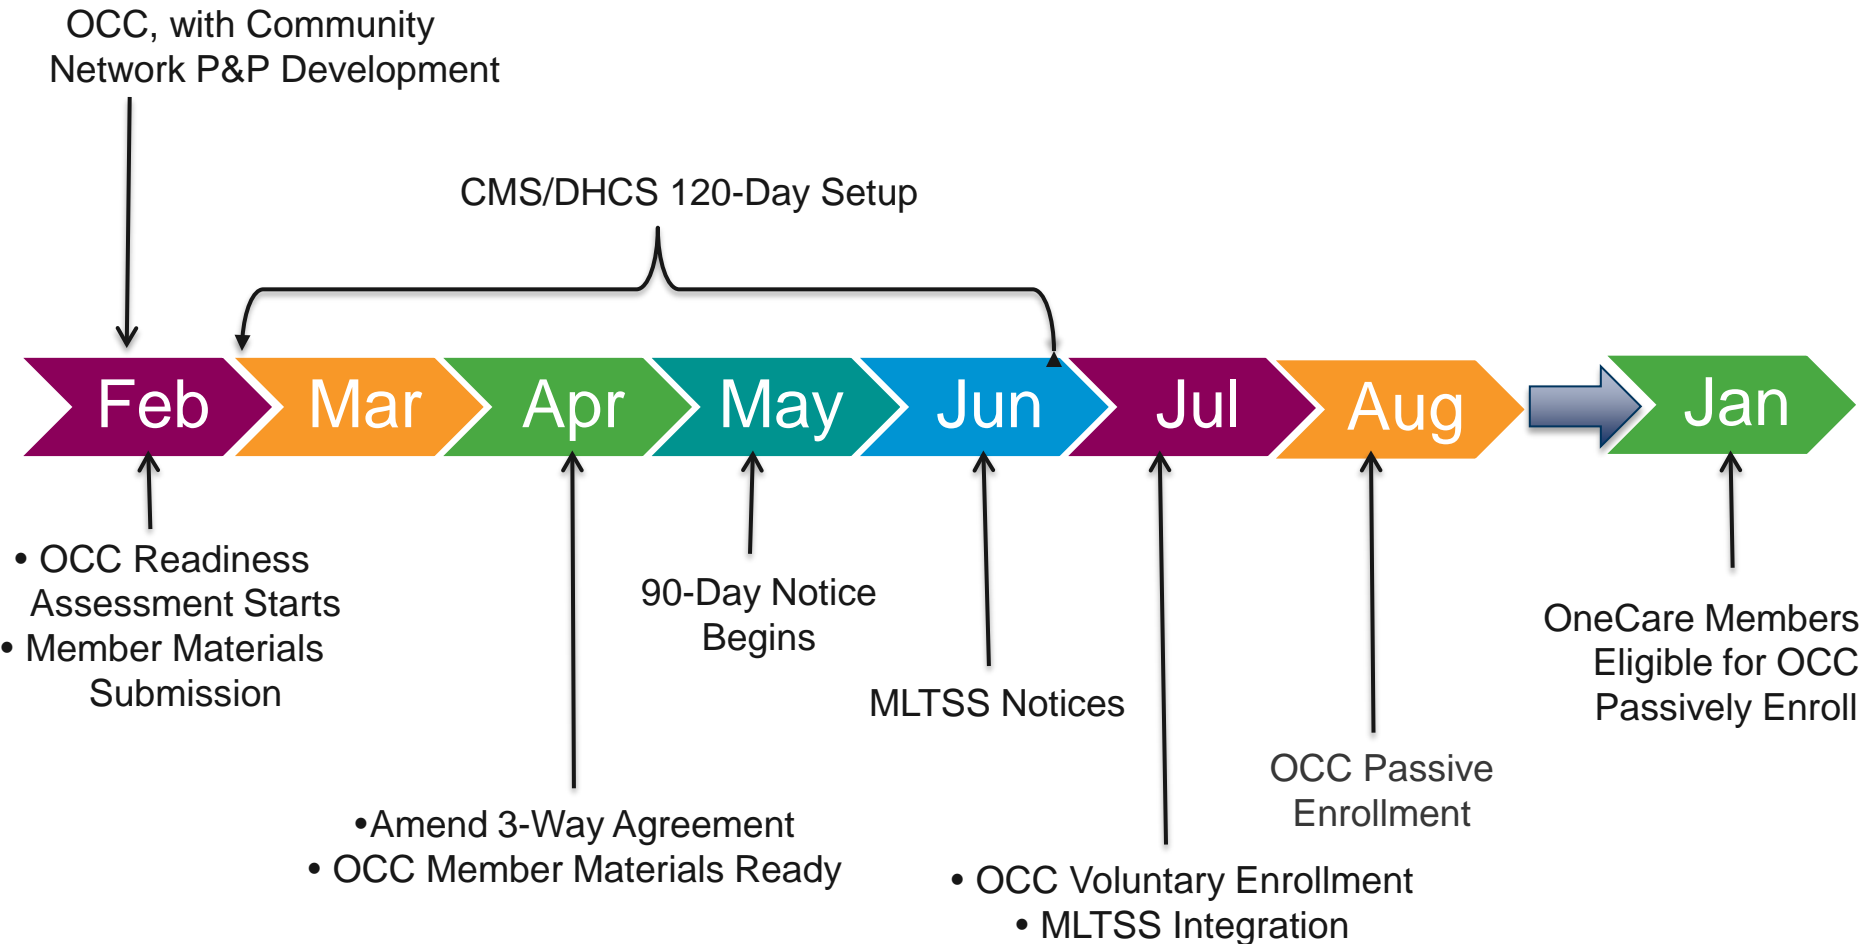 OCC, with Community
Network P&P Development
CMS/DHCS 120-Day Setup
Feb
Mar
Apr
May
Jun
Jul
Aug
Jan
• OCC Readiness
Assessment Starts
• Member Materials
Submission
•Amend 3-Way Agreement
• OCC Member Materials Ready
90-Day Notice
Begins
MLTSS Notices
• OCC Voluntary Enrollment
• MLTSS Integration
OCC Passive
Enrollment
OneCare Members
Eligible for OCC
Passively Enroll